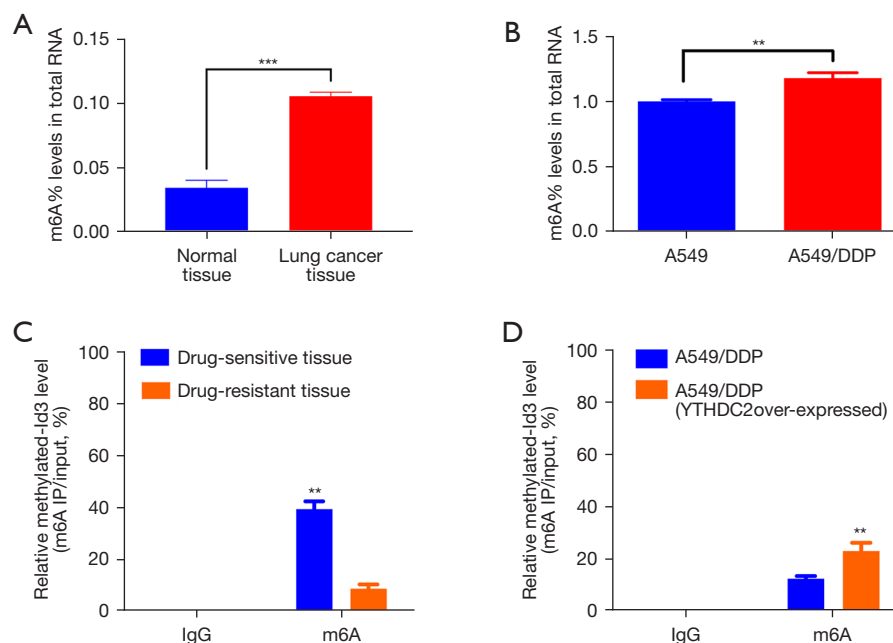 A
m6A% levels in total RNA
0.15
0.10
0.05
0.00
***
Normal
tissue
Lung cancer
tissue
B
m6A% levels in total RNA
1.5
1.0
0.5
0.0
**
A549
A549/DDP
C
Relative methylated-Id3 level
(m6A IP/input, %)
100
80
60
40
20
0
Drug-sensitive tissue
Drug-resistant tissue
**
IgG
m6A
D
Relative methylated-Id3 level
(m6A IP/input, %)
100
80
60
40
20
0
A549/DDP
A549/DDP
(YTHDC2over-expressed)
**
IgG
m6A